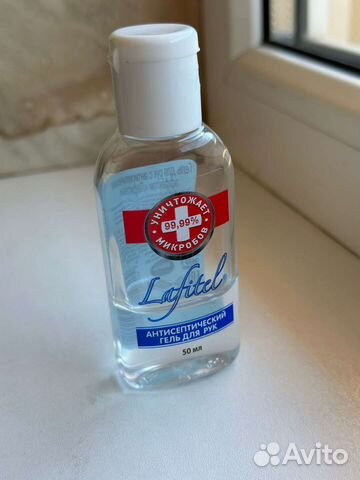 УНИЧТОЖАЕТ
99,99%
МИКРОБОВ
Lafitel
АНТИСЕПТИЧЕСКИЙ
ГЕЛЬ ДЛЯ РУК
50 мл
Avito